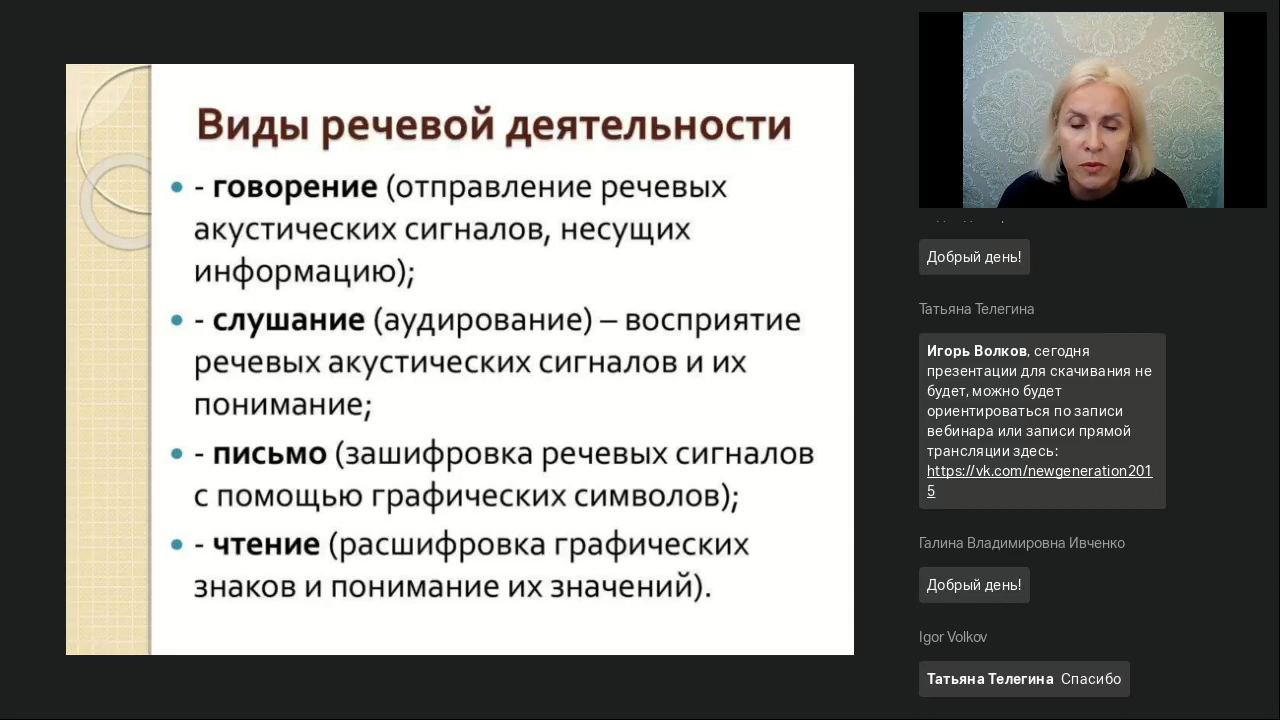 Виды речевой деятельности
- говорение (отправление речевых
акустических сигналов, несущих
информацию);
- слушание (аудирование) – восприятие
речевых акустических сигналов и их
понимание;
- письмо (зашифровка речевых сигналов
с помощью графических символов);
- чтение (расшифровка графических
знаков и понимание их значений).
Добрый день!
Татьяна Телегина
Игорь Волков, сегодня
презентации для скачивания не
будет, можно будет
ориентироваться по записи
вебинара или записи прямой
трансляции здесь:
https://vk.com/newgeneration201
5
Галина Владимировна Ивченко
Добрый день!
Igor Volkov
Татьяна Телегина Спасибо